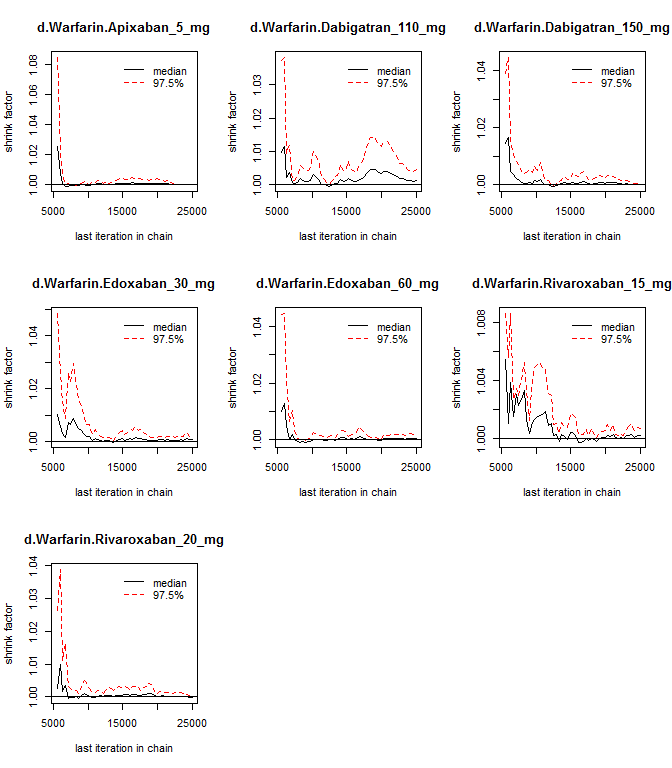 d.Warfarin.Apixaban_5_mg
shrink factor
1.00 1.02 1.04 1.06 1.08
median
97.5%
5000 15000 25000
last iteration in chain
d.Warfarin.Dabigatran_110_mg
shrink factor
1.00 1.01 1.03
median
97.5%
5000 15000 25000
last iteration in chain
d.Warfarin.Dabigatran_150_mg
shrink factor
1.00 1.02 1.04
median
97.5%
5000 15000 25000
last iteration in chain
d.Warfarin.Edoxaban_30_mg
shrink factor
1.00 1.02 1.04
median
97.5%
5000 15000 25000
last iteration in chain
d.Warfarin.Edoxaban_60_mg
shrink factor
1.00 1.02 1.04
median
97.5%
5000 15000 25000
last iteration in chain
d.Warfarin.Rivaroxaban_15_mg
shrink factor
1.000 1.004 1.008
median
97.5%
5000 15000 25000
last iteration in chain
d.Warfarin.Rivaroxaban_20_mg
shrink factor
1.00 1.01 1.02 1.03 1.04
median
97.5%
5000 15000 25000
last iteration in chain